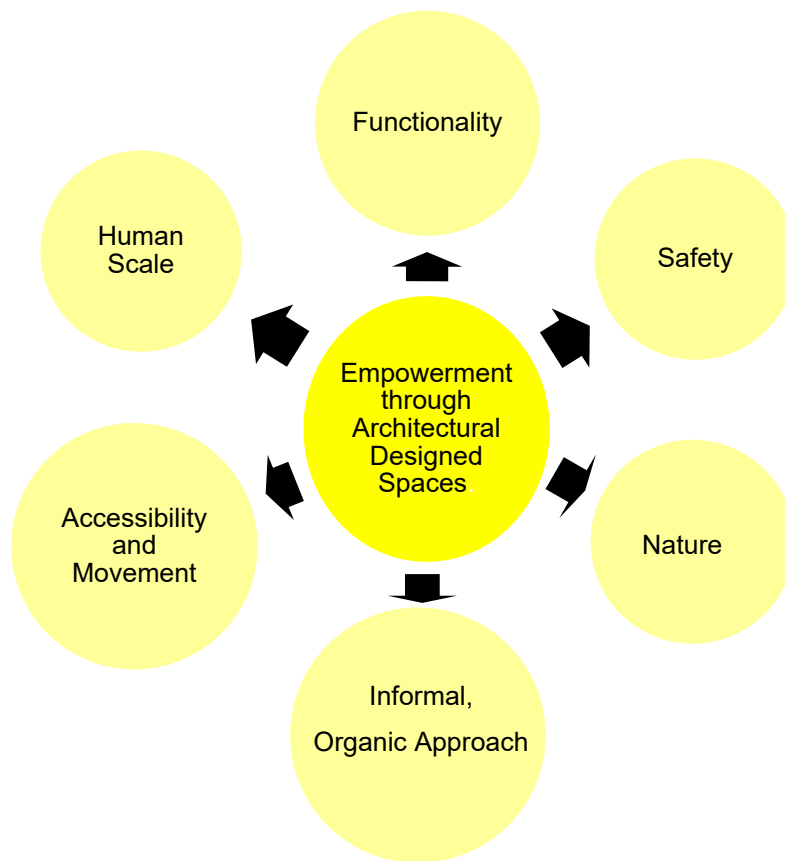 Functionality
Human
Scale
Safety
Empowerment
through
Architectural
Designed
Spaces.
Accessibility
and
Movement
Nature
Informal,
Organic Approach